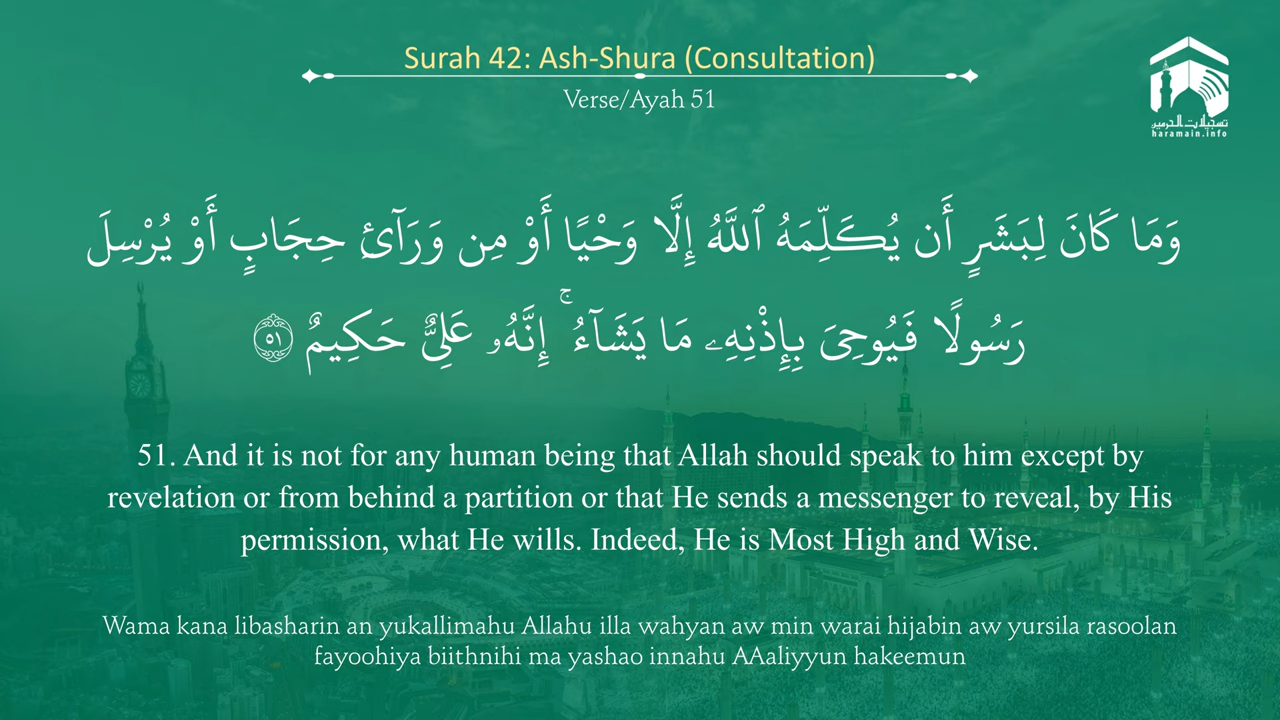 Surah 42: Ash-Shura (Consultation)
Verse/Ayah 51
تسجيلات الحرمين
haramain.info
وَمَا كَانَ لِبَشَرٍ أَن يُكَلِّمَهُ ٱللَّهُ إِلَّا وَحْيًا أَوْ مِن وَرَآئِ حِجَابٍ أَوْ يُرْسِلَ
رَسُولًا فَيُوحِىَ بِإِذْنِهِۦ مَا يَشَآءُ ۚ إِنَّهُۥ عَلِىٌّ حَكِيمٌ ٥١
51. And it is not for any human being that Allah should speak to him except by
revelation or from behind a partition or that He sends a messenger to reveal, by His
permission, what He wills. Indeed, He is Most High and Wise.
Wama kana libasharin an yukallimahu Allahu illa wahyan aw min warai hijabin aw yursila rasoolan
fayoohiya biithnihi ma yashao innahu AAaliyyun hakeemun